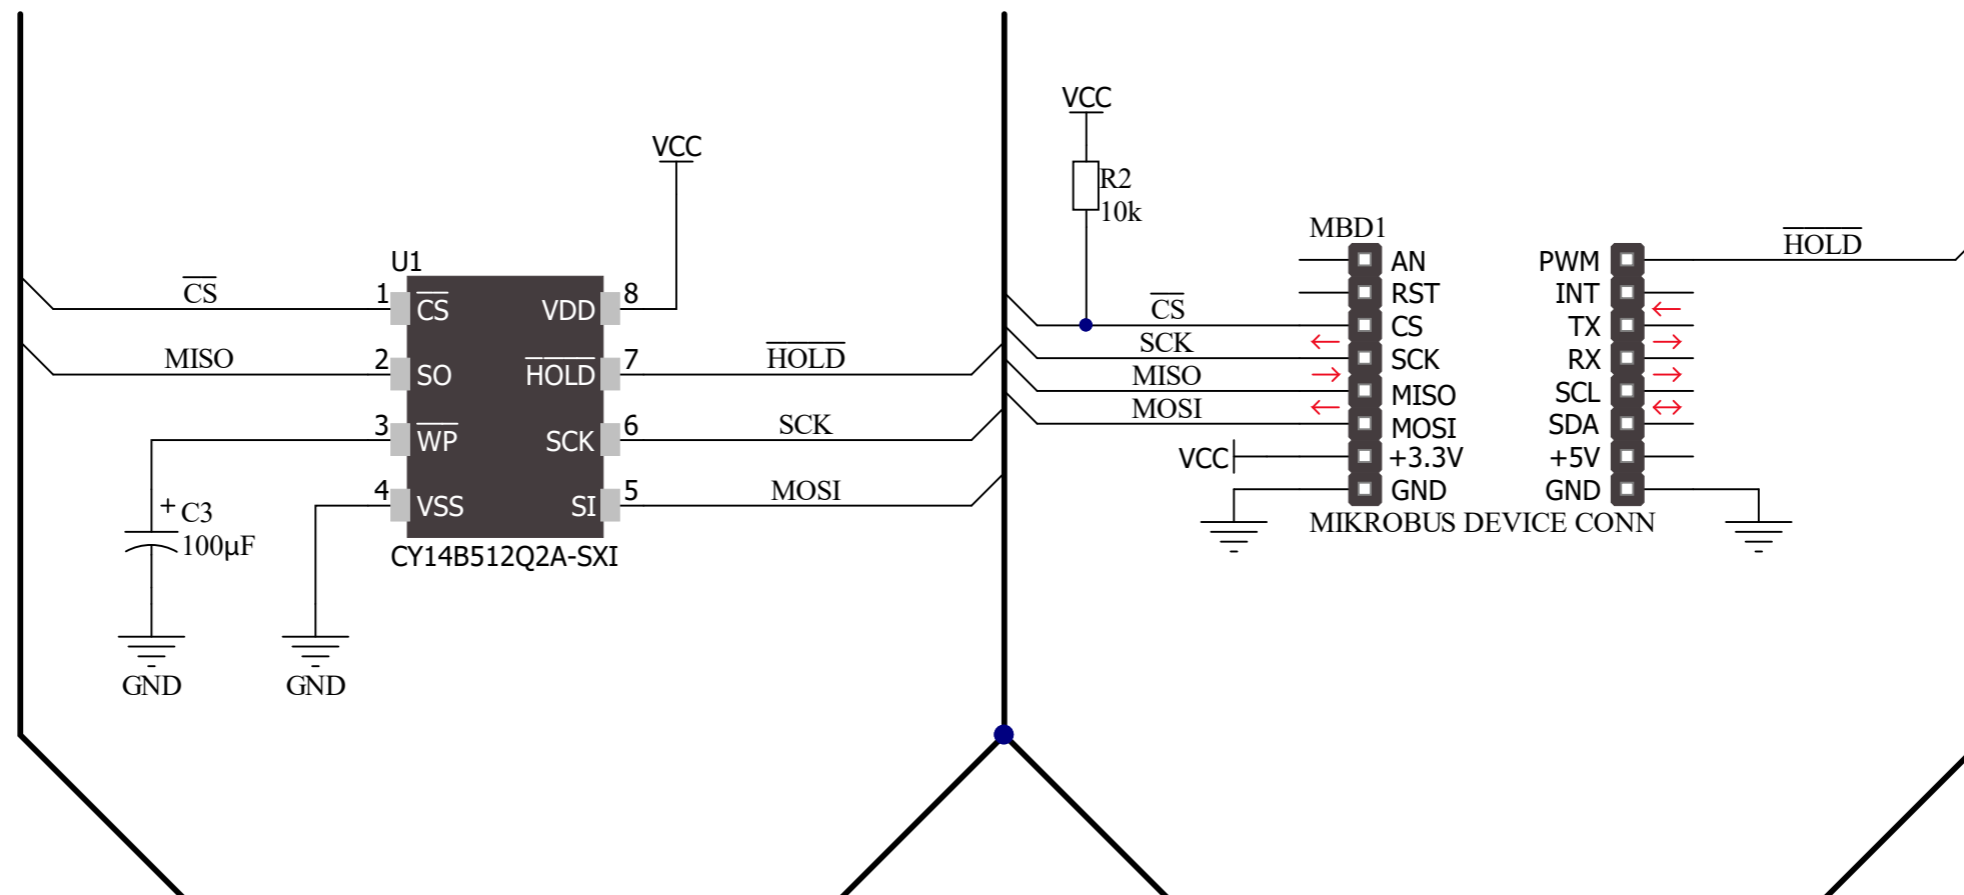 VCC
U1
CS
1
CS
VDD
8
MISO
2
SO
HOLD
7
HOLD
3
WP
SCK
6
SCK
4
VSS
SI
5
MOSI
+
C3
100µF
CY14B512Q2A-SXI
GND
GND
VCC
R2
10k
MBD1
CS
SCK
MISO
MOSI
VCC
AN
RST
CS
SCK
MISO
MOSI
+3.3V
GND
PWM
INT
TX
RX
SCL
SDA
+5V
GND
HOLD
MIKROBUS DEVICE CONN